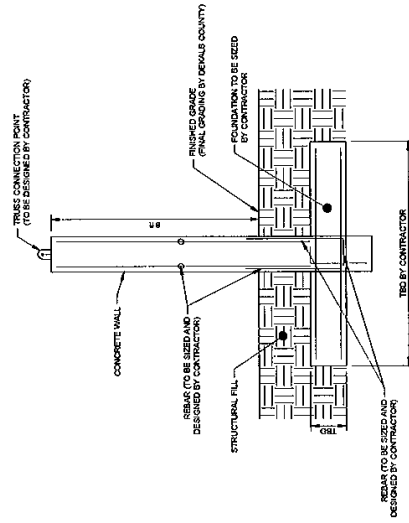 TRUSS CONNECTION POINT
(TO BE DESIGNED BY CONTRACTOR)
CONCRETE WALL
8 ft.
REBAR (TO BE SIZED AND
DESIGNED BY CONTRACTOR)
FINISHED GRADE
(FINAL GRADING BY DEKALB COUNTY)
STRUCTURAL FILL
FOUNDATION TO BE SIZED
BY CONTRACTOR
TBD
TBD BY CONTRACTOR
REBAR (TO BE SIZED AND
DESIGNED BY CONTRACTOR)